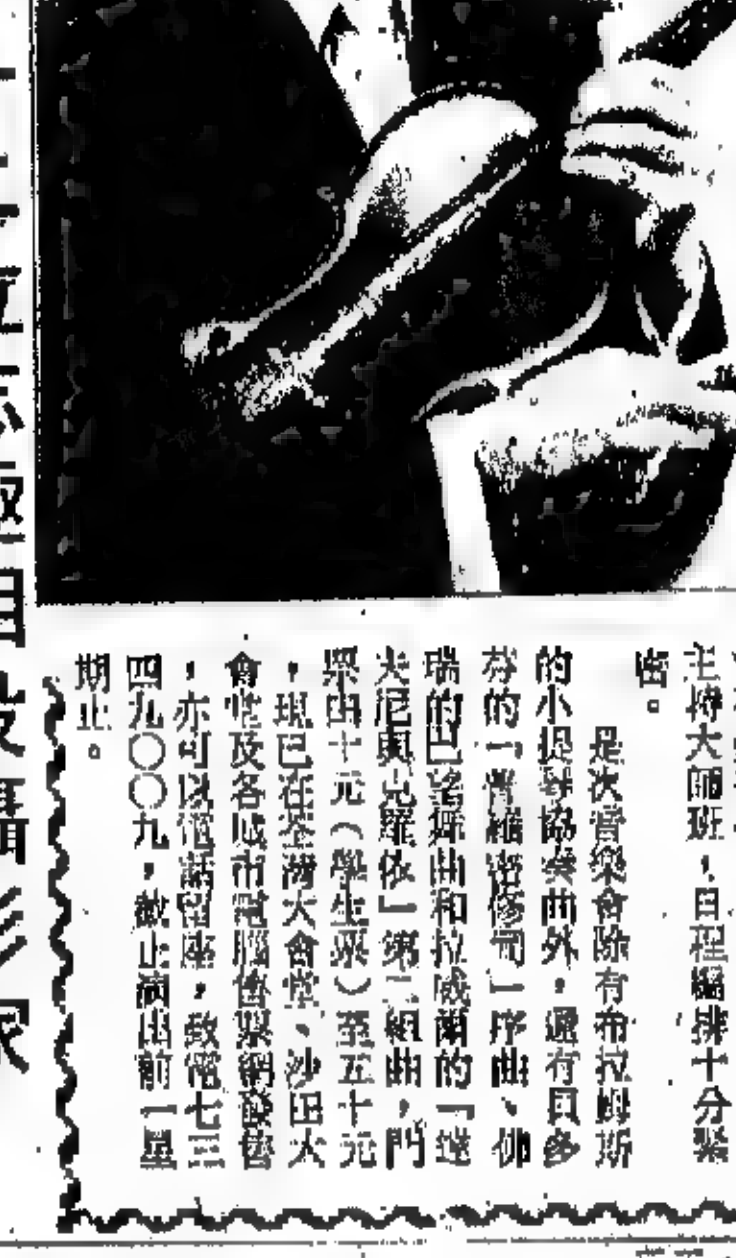 主持大師班，日程編排十分緊
密。
是次音樂會除有布拉姆斯
的小提琴協奏曲外，還有貝多
芬的「普羅密修司」序曲、佛
瑞的巴望舞曲和拉威爾的「達
夫尼與克羅依」第二組曲，門
票由十元（學生票）至五十元
，現已在荃灣大會堂、沙田大
會堂及各城市電腦售票網發售
，亦可以電話留座，致電七三
四九〇〇九，截止演出前一星
期止。